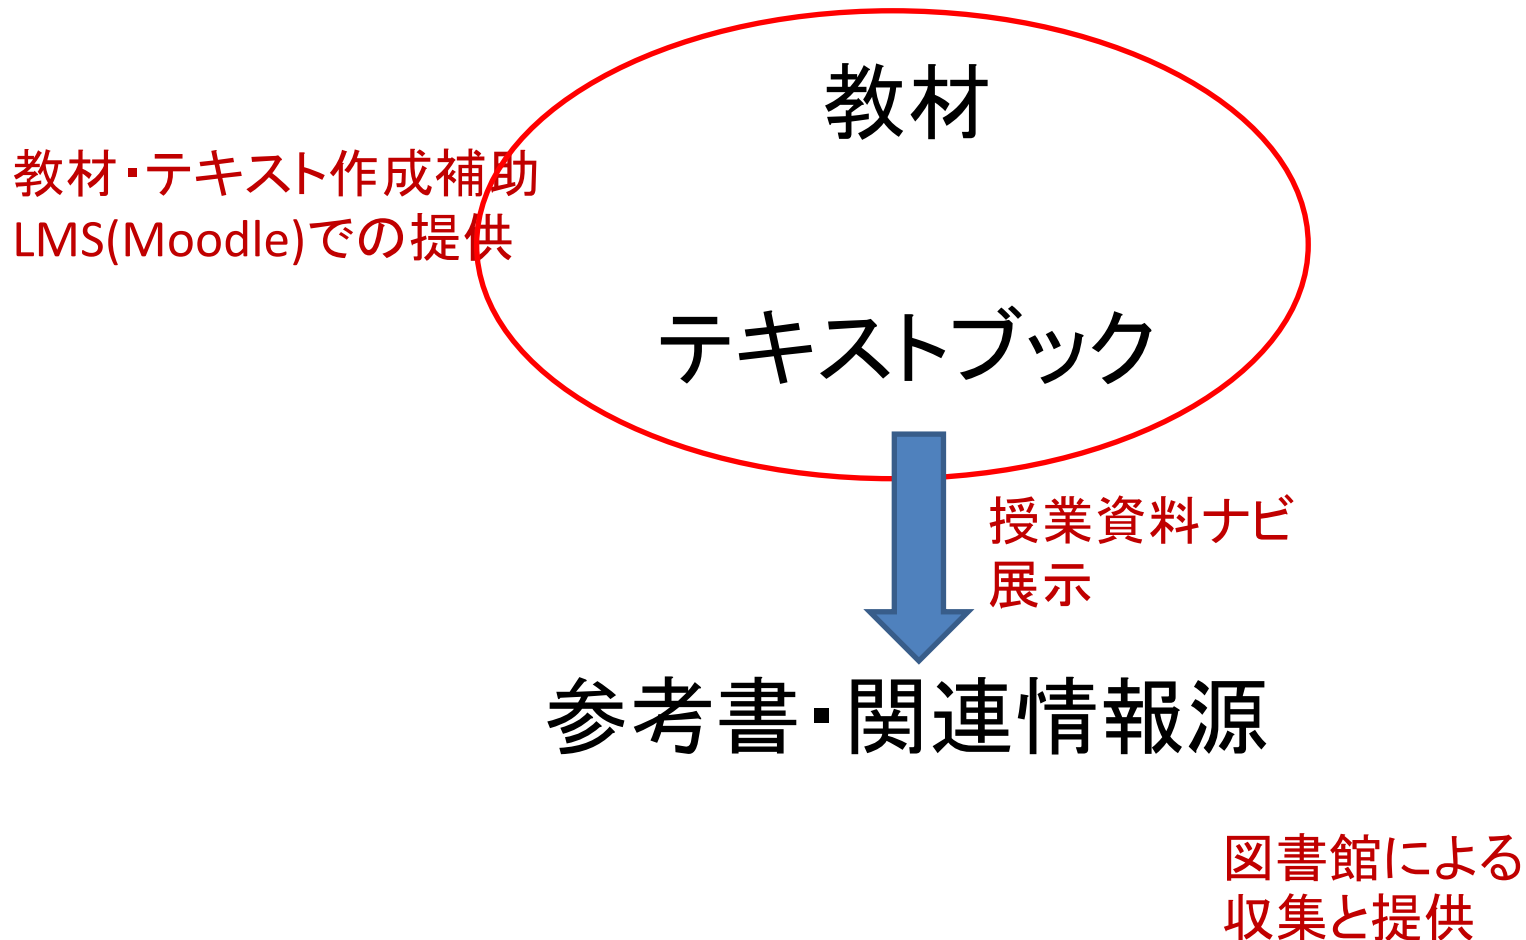 教材
教材・テキスト作成補助
LMS(Moodle)での提供
テキストブック
授業資料ナビ
展示
参考書・関連情報源
図書館による
収集と提供